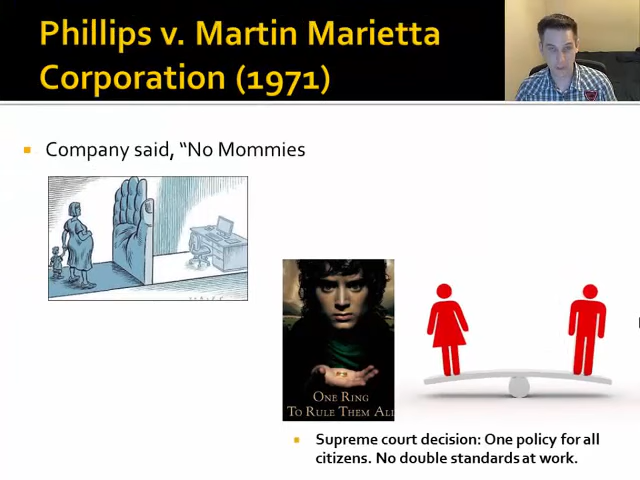 Phillips v. Martin Marietta
Corporation (1971)
Company said, “No Mommies
ONE RING
TO RULE THEM ALL
Supreme court decision: One policy for all
citizens. No double standards at work.